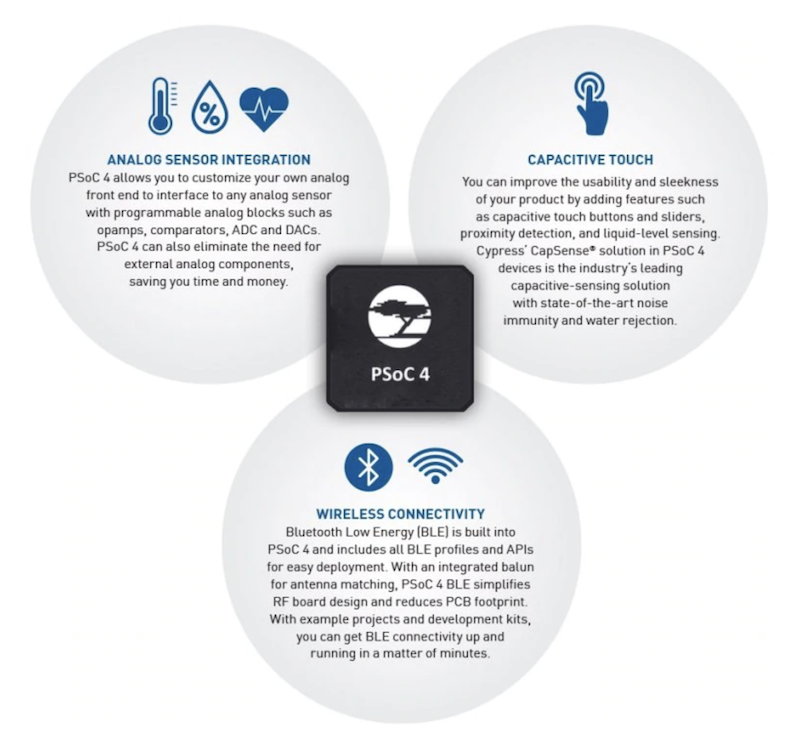 %
ANALOG SENSOR INTEGRATION
PSoC 4 allows you to customize your own analog
front end to interface to any analog sensor
with programmable analog blocks such as
opamps, comparators, ADC and DACs.
PSoC 4 can also eliminate the need for
external analog components,
saving you time and money.
CAPACITIVE TOUCH
You can improve the usability and sleekness
of your product by adding features such
as capacitive touch buttons and sliders,
proximity detection, and liquid-level sensing.
Cypress' CapSense® solution in PSoC 4
devices is the industry's leading
capacitive-sensing solution
with state-of-the-art noise
immunity and water rejection.
PSoC 4
WIRELESS CONNECTIVITY
Bluetooth Low Energy (BLE) is built into
PSoC 4 and includes all BLE profiles and APIs
for easy deployment. With an integrated balun
for antenna matching, PSoC 4 BLE simplifies
RF board design and reduces PCB footprint.
With example projects and development kits,
you can get BLE connectivity up and
running in a matter of minutes.